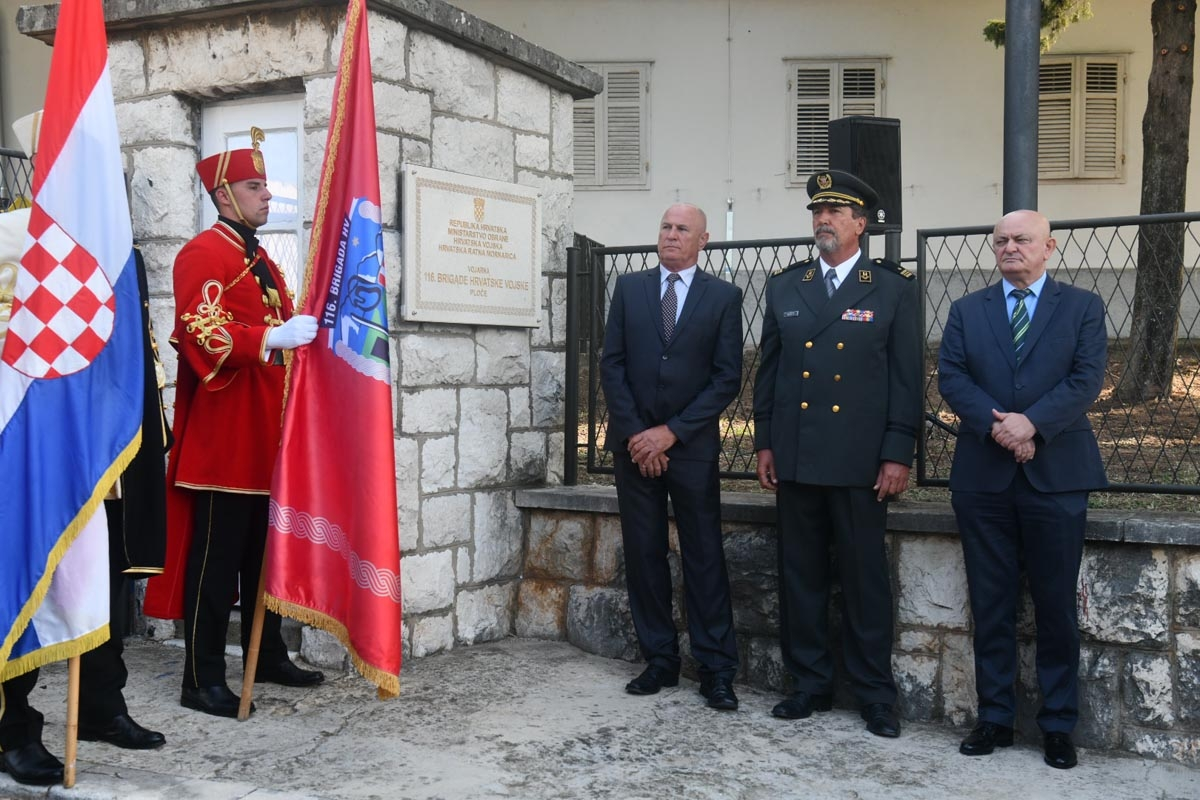 REPUBLIKA HRVATSKA
MINISTARSTVO OBRANE
HRVATSKA VOJSKA
HRVATSKA RATNA MORNARICA
VOJARNA
116. BRIGADE HRVATSKE VOJSKE
PLOČE
116. BRIGADA HV